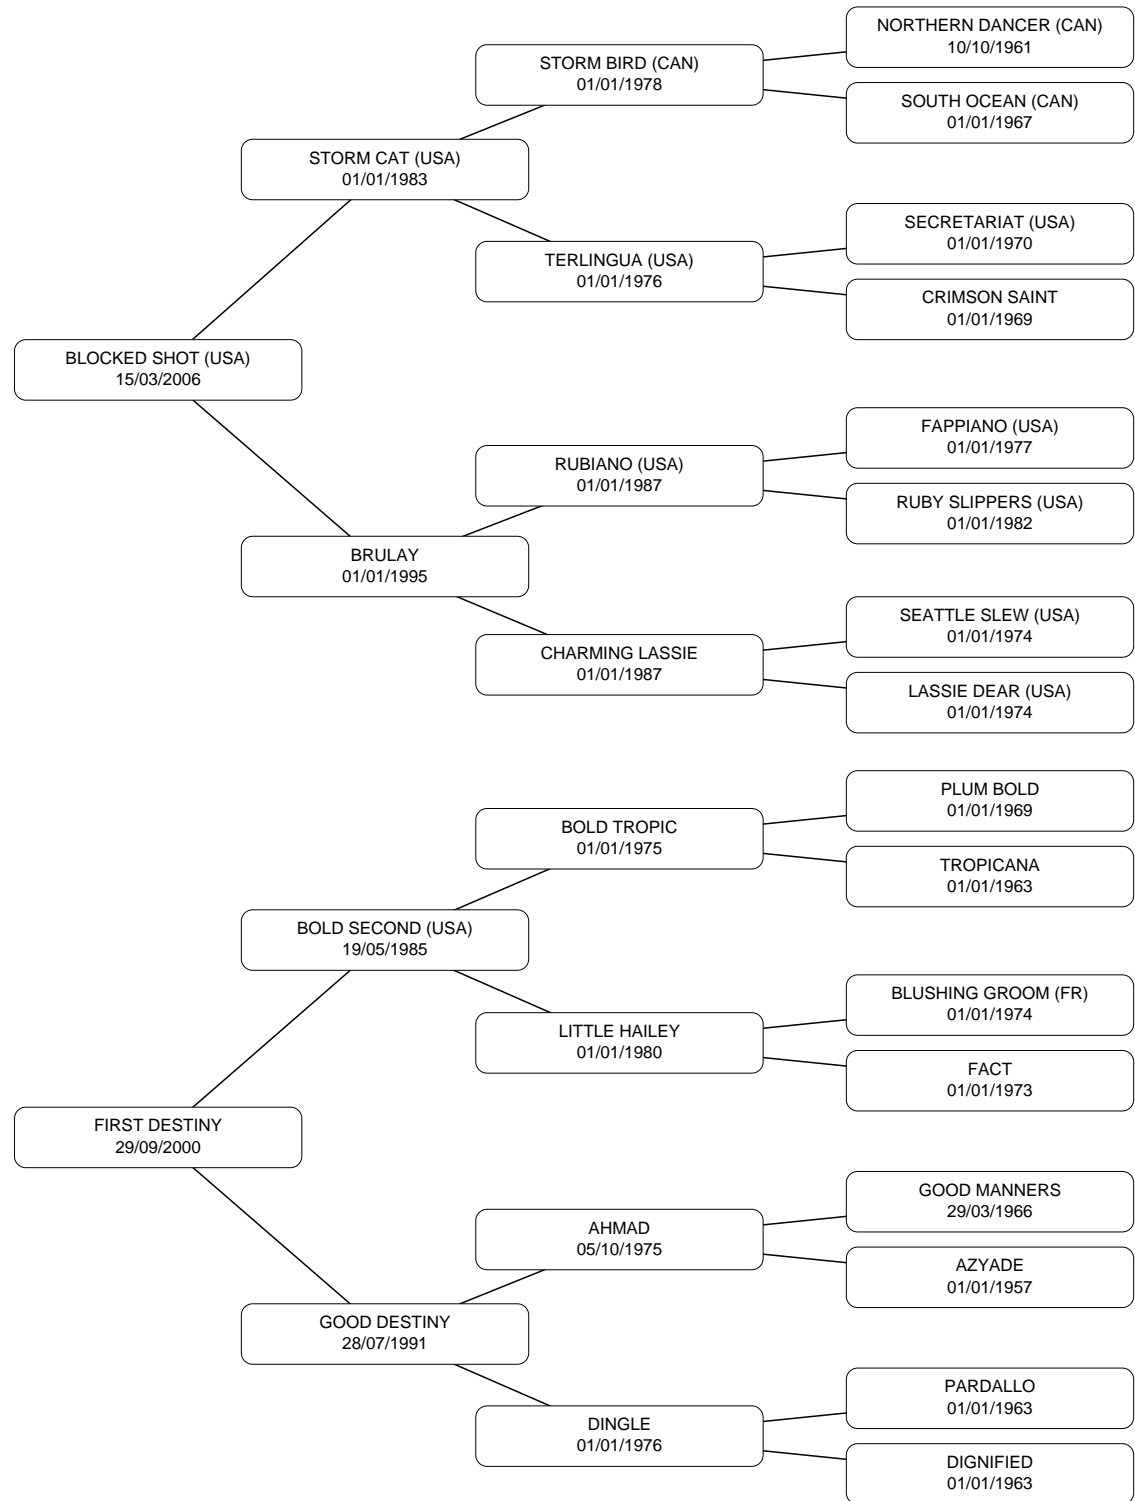 NORTHERN DANCER (CAN)
10/10/1961
STORM BIRD (CAN)
01/01/1978
SOUTH OCEAN (CAN)
01/01/1967
STORM CAT (USA)
01/01/1983
SECRETARIAT (USA)
01/01/1970
TERLINGUA (USA)
01/01/1976
CRIMSON SAINT
01/01/1969
BLOCKED SHOT (USA)
15/03/2006
FAPPIANO (USA)
01/01/1977
RUBIANO (USA)
01/01/1987
RUBY SLIPPERS (USA)
01/01/1982
BRULAY
01/01/1995
SEATTLE SLEW (USA)
01/01/1974
CHARMING LASSIE
01/01/1987
LASSIE DEAR (USA)
01/01/1974
PLUM BOLD
01/01/1969
BOLD TROPIC
01/01/1975
TROPICANA
01/01/1963
BOLD SECOND (USA)
19/05/1985
BLUSHING GROOM (FR)
01/01/1974
LITTLE HAILEY
01/01/1980
FACT
01/01/1973
FIRST DESTINY
29/09/2000
GOOD MANNERS
29/03/1966
AHMAD
05/10/1975
AZYADE
01/01/1957
GOOD DESTINY
28/07/1991
PARDALLO
01/01/1963
DINGLE
01/01/1976
DIGNIFIED
01/01/1963